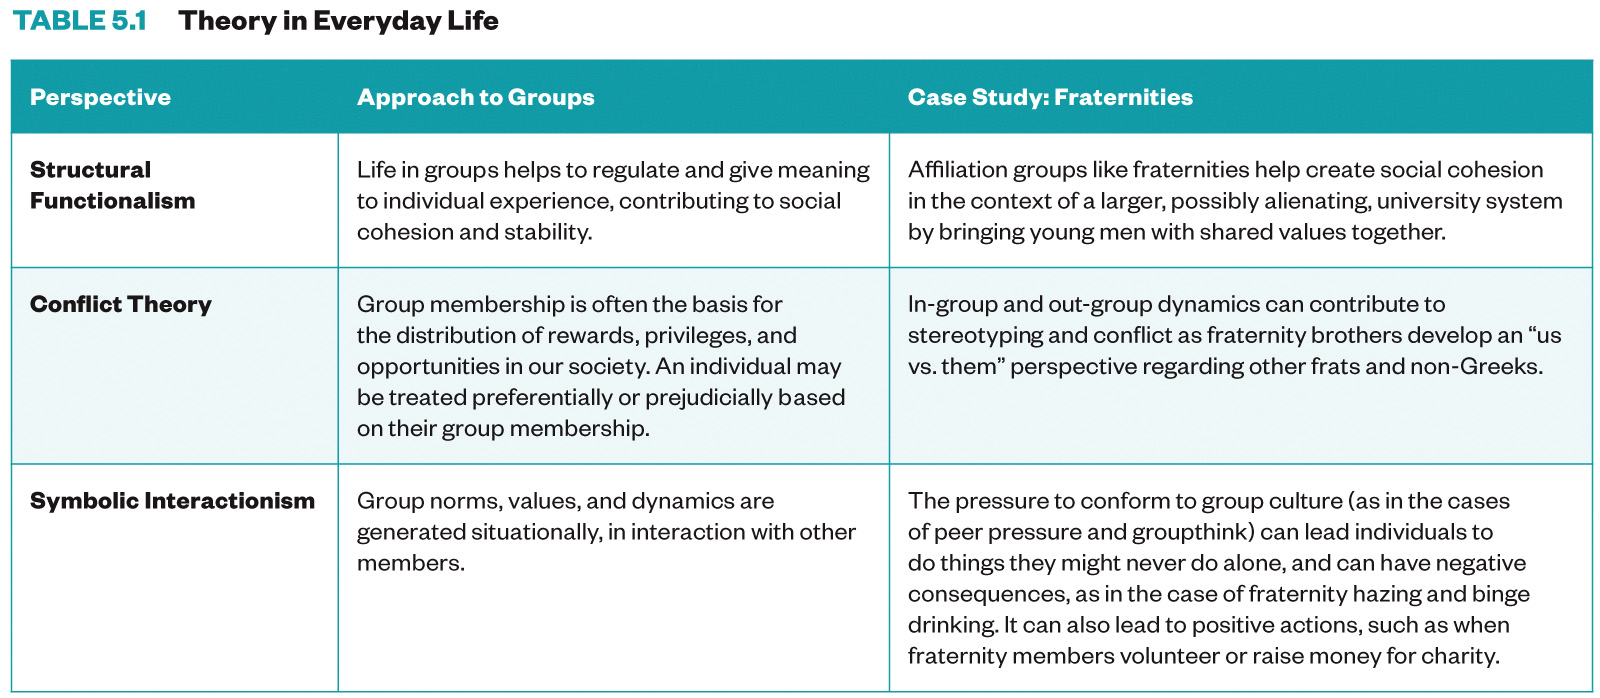 TABLE 5.1 Theory in Everyday Life
Perspective
Approach to Groups
Case Study: Fraternities
Structural
Functionalism
Life in groups helps to regulate and give meaning
to individual experience, contributing to social
cohesion and stability.
Affiliation groups like fraternities help create social cohesion
in the context of a larger, possibly alienating, university system
by bringing young men with shared values together.
Conflict Theory
Group membership is often the basis for
the distribution of rewards, privileges, and
opportunities in our society. An individual may
be treated preferentially or prejudicially based
on their group membership.
In-group and out-group dynamics can contribute to
stereotyping and conflict as fraternity brothers develop an “us
vs. them” perspective regarding other frats and non-Greeks.
Symbolic Interactionism
Group norms, values, and dynamics are
generated situationally, in interaction with other
members.
The pressure to conform to group culture (as in the cases
of peer pressure and groupthink) can lead individuals to
do things they might never do alone, and can have negative
consequences, as in the case of fraternity hazing and binge
drinking. It can also lead to positive actions, such as when
fraternity members volunteer or raise money for charity.